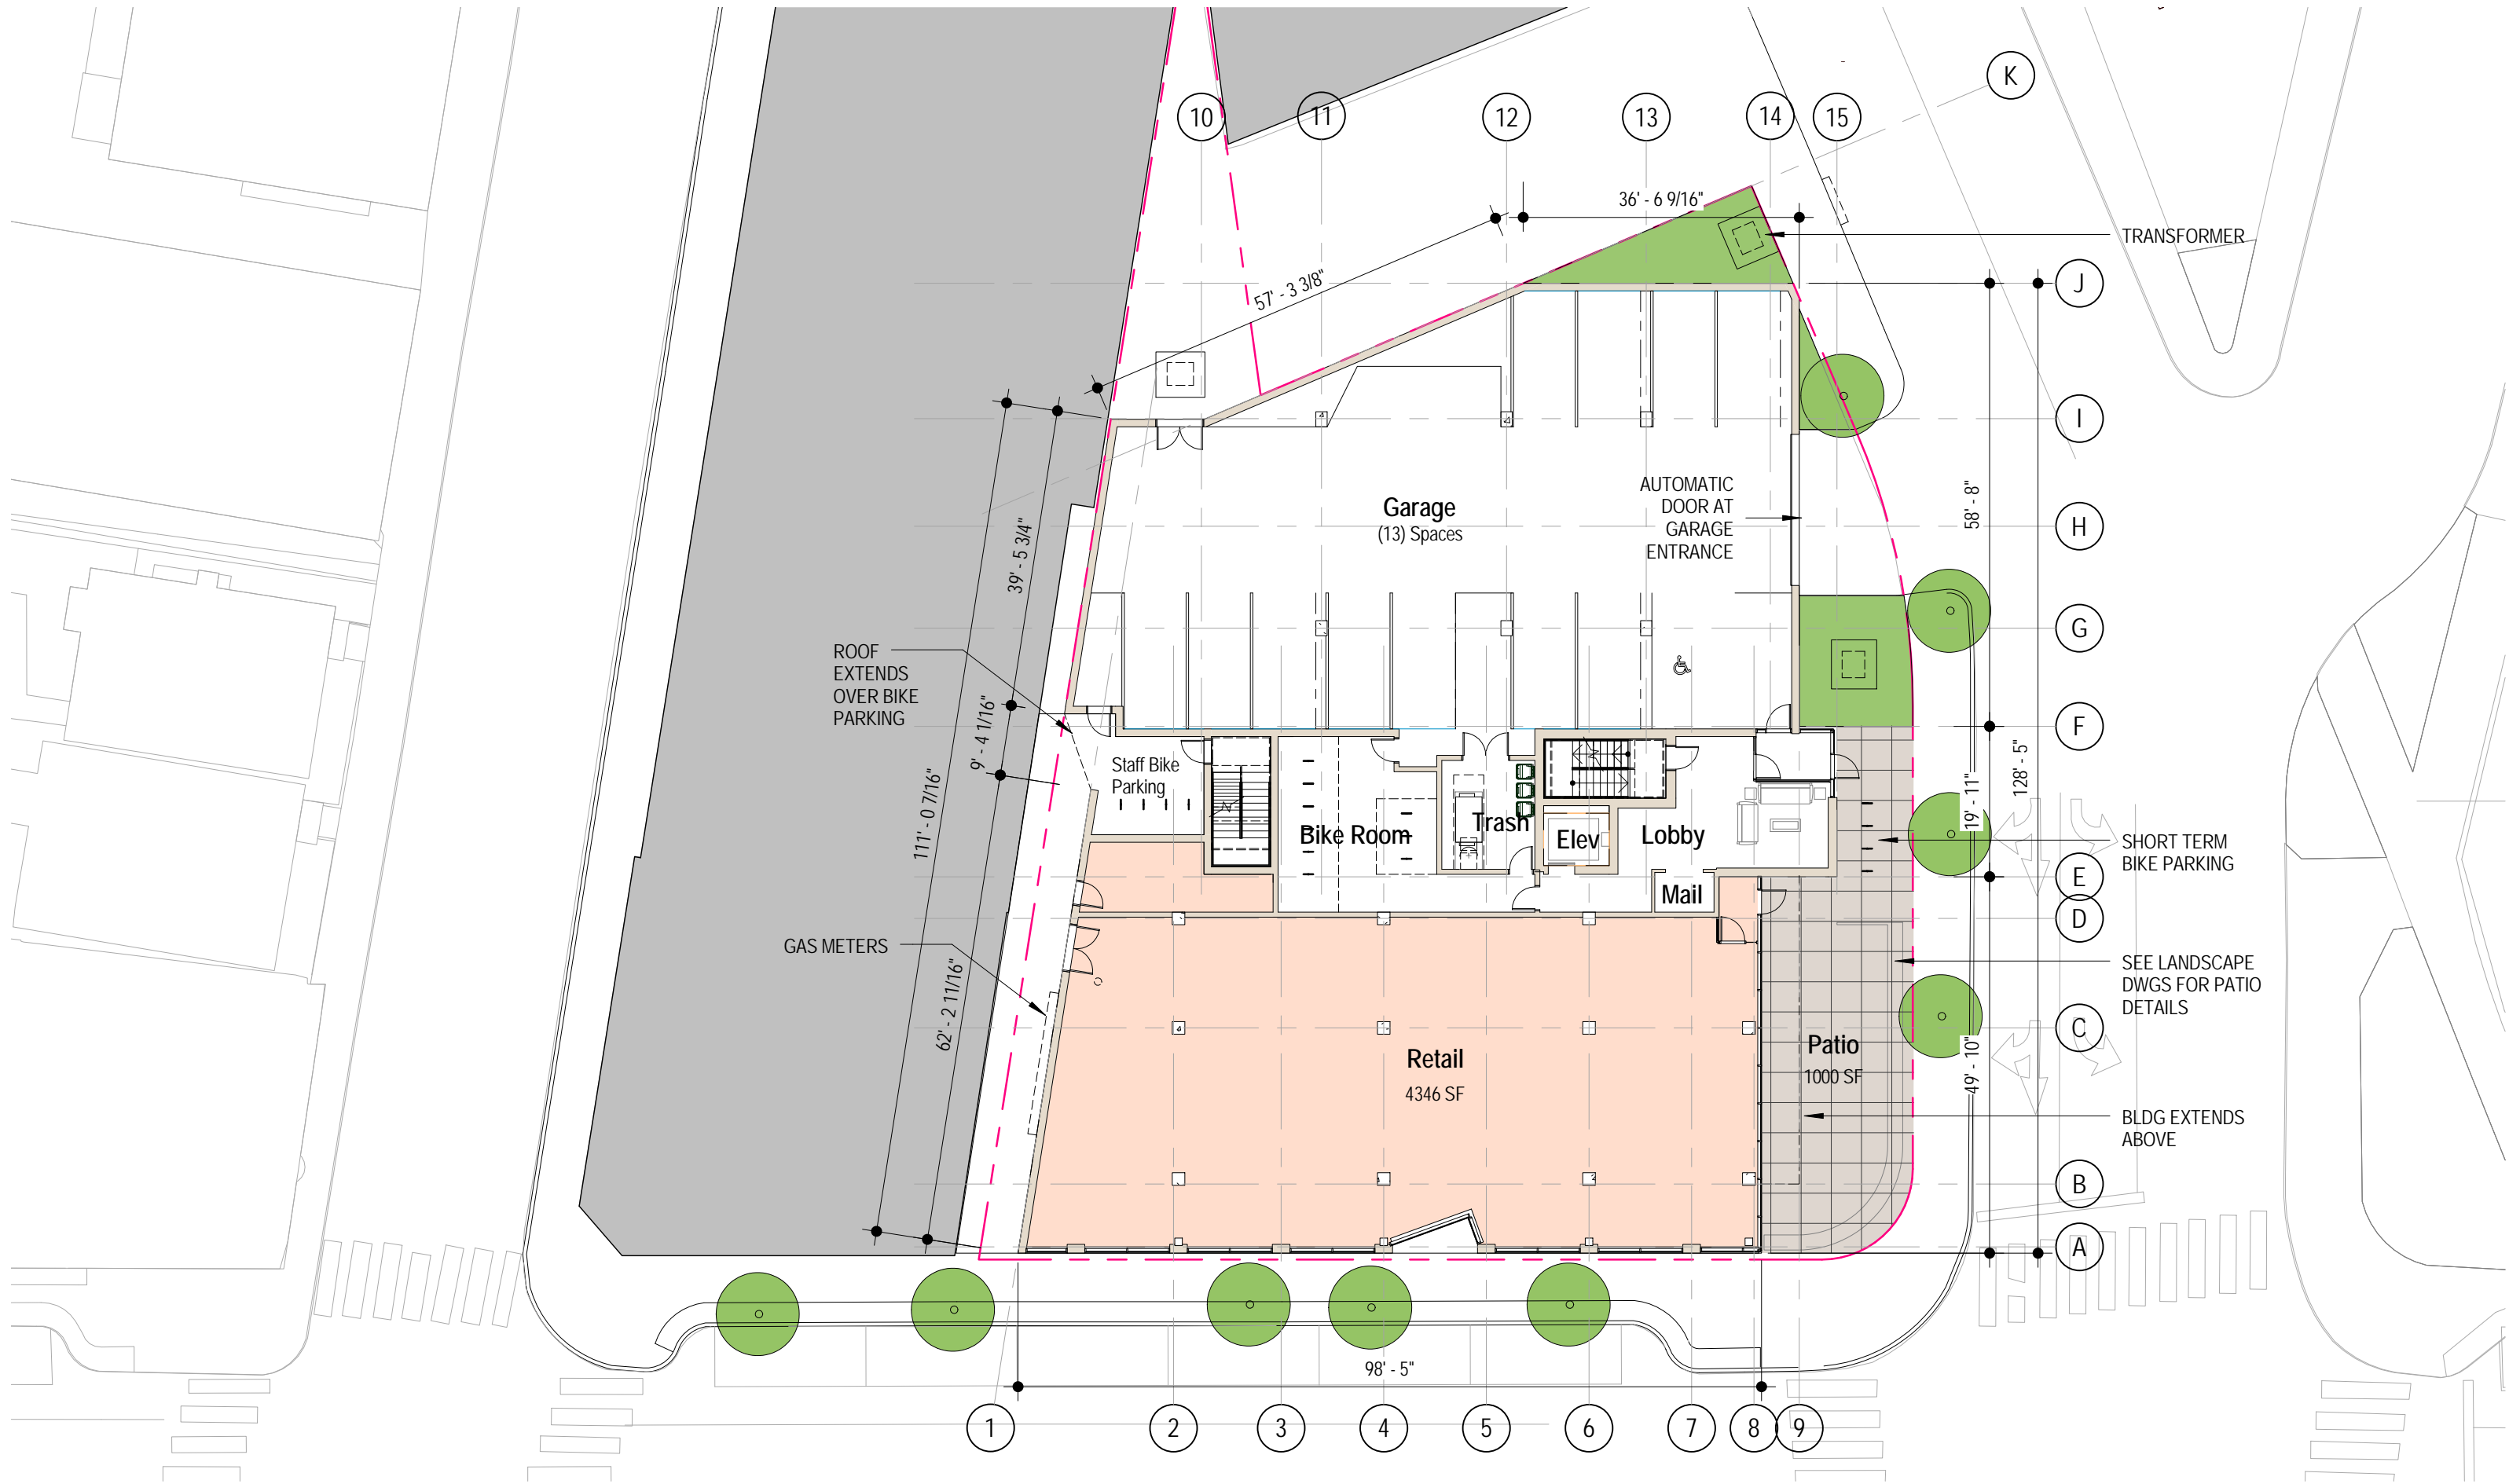 K
10
11
12
13
14
15
36' - 6 9/16"
TRANSFORMER
57' - 3 3/8"
J
I
Garage
(13) Spaces
AUTOMATIC
DOOR AT
GARAGE
ENTRANCE
58' - 8"
H
39' - 5 3/4"
G
ROOF
EXTENDS
OVER BIKE
PARKING
F
9' - 4 1/16"
111' - 0 7/16"
Staff Bike
Parking
128' - 5"
19' - 11"
Bike Room
Trash
Elev
Lobby
SHORT TERM
BIKE PARKING
E
Mail
D
GAS METERS
SEE LANDSCAPE
DWGS FOR PATIO
DETAILS
62' - 2 11/16"
C
Retail
4346 SF
Patio
1000 SF
49' - 10"
BLDG EXTENDS
ABOVE
B
A
98' - 5"
1
2
3
4
5
6
7
8
9